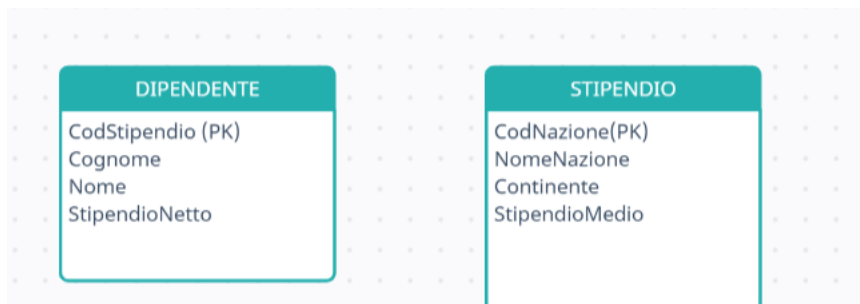 DIPENDENTE
CodStipendio (PK)
Cognome
Nome
StipendioNetto
STIPENDIO
CodNazione(PK)
NomeNazione
Continente
StipendioMedio